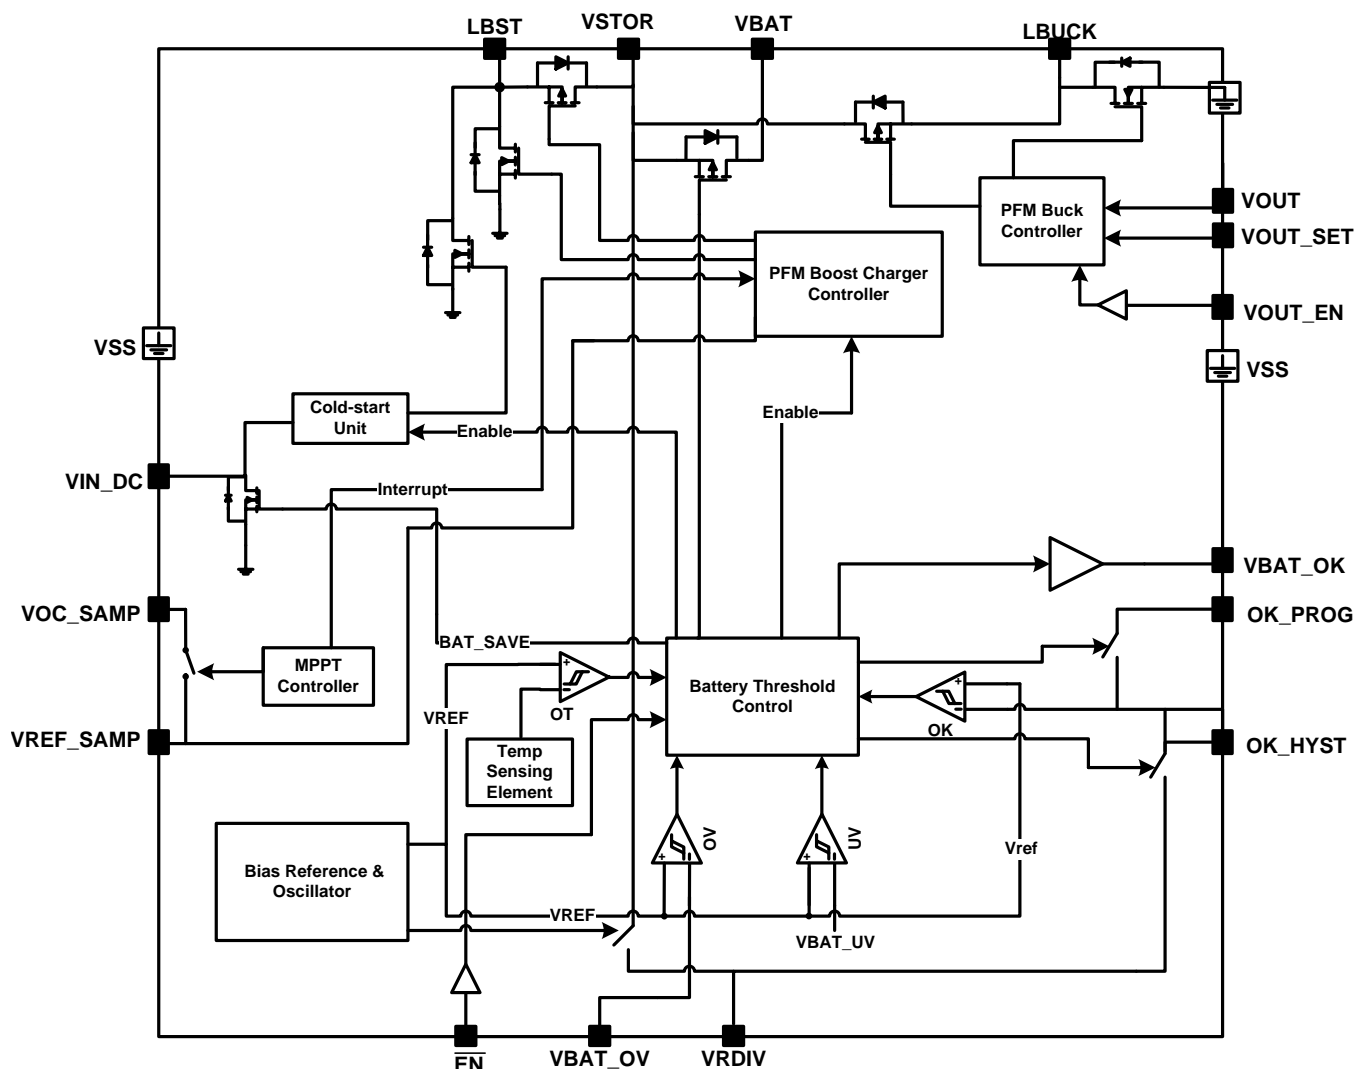 LBST
VSTOR
VBAT
LBUCK
VOUT
VOUT_SET
VOUT_EN
VSS
PFM Buck
Controller
PFM Boost Charger
Controller
VSS
Cold-start
Unit
Enable
Enable
VIN_DC
Interrupt
VBAT_OK
OK_PROG
VOC_SAMP
BAT_SAVE
MPPT
Controller
+
OT
Battery Threshold
Control
+
OK
VREF
VREF_SAMP
OK_HYST
Temp
Sensing
Element
Bias Reference &
Oscillator
+
OV
+
UV
Vref
VREF
VBAT_UV
EN
VBAT_OV
VRDIV